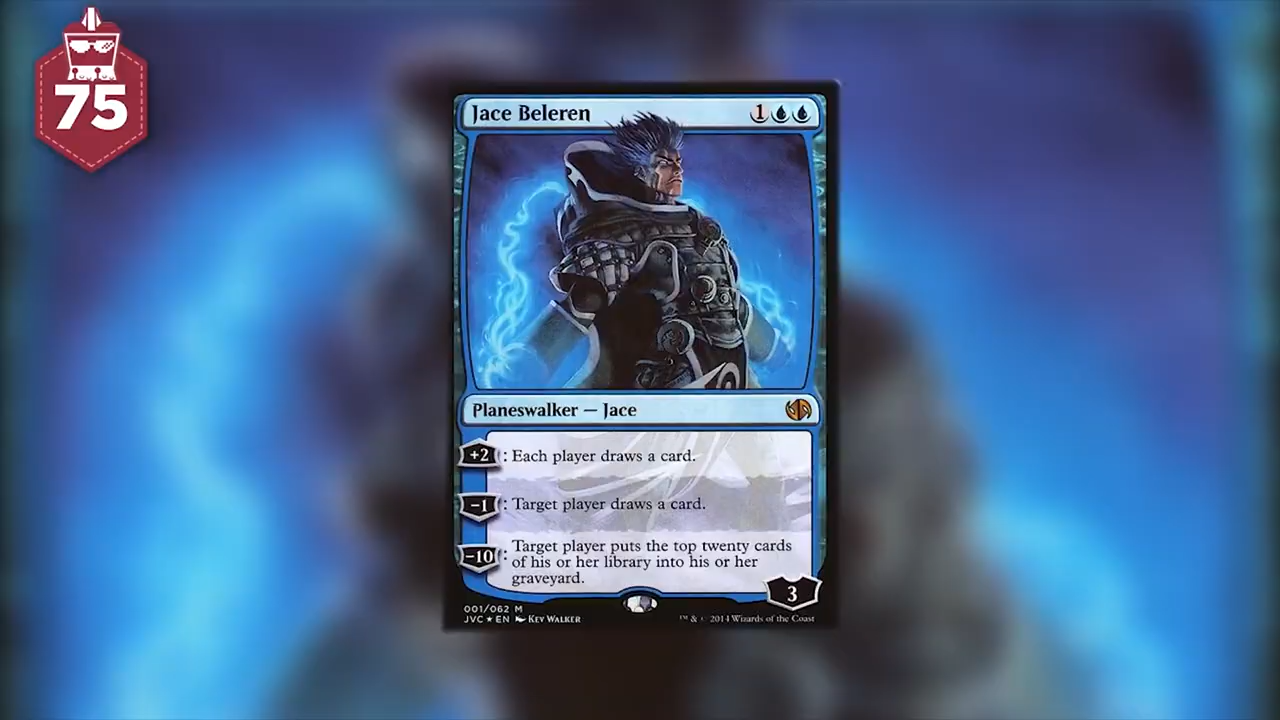 75
Jace Beleren
1
Planeswalker — Jace
+2 : Each player draws a card.
−1 : Target player draws a card.
−10 : Target player puts the top twenty cards
of his or her library into his or her
graveyard.
3
001/062 M
JVC ★ EN Kev Walker
™ & © 2014 Wizards of the Coast